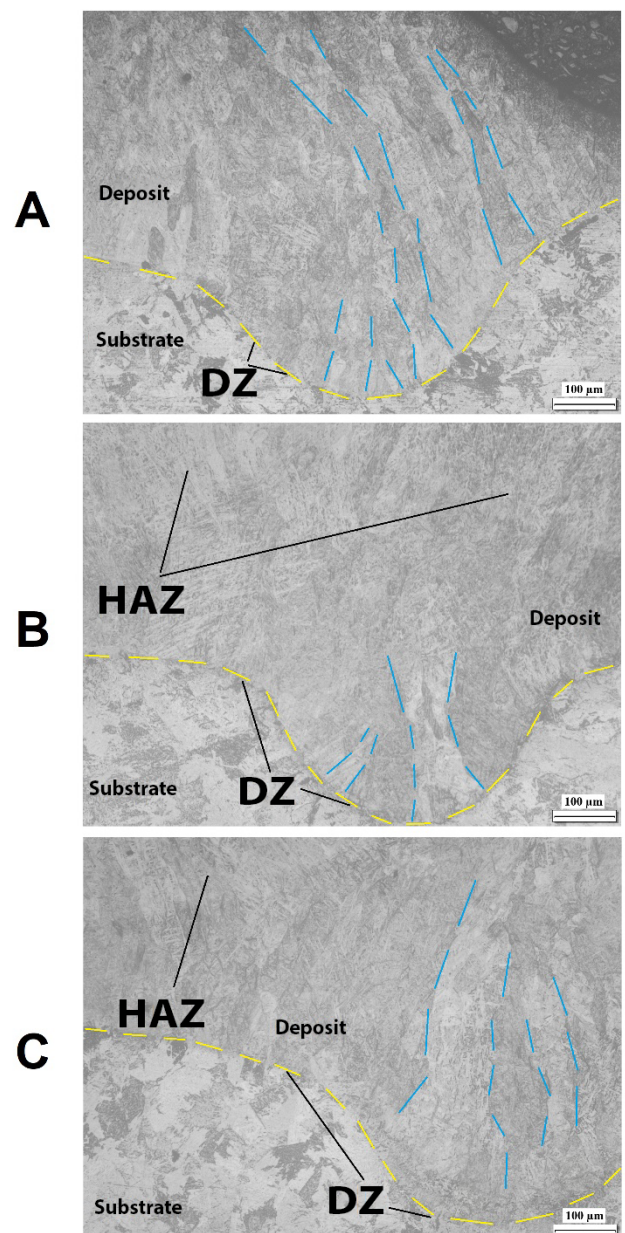 A
Deposit
Substrate
DZ
100 µm
B
HAZ
Deposit
Substrate
DZ
100 µm
C
HAZ
Deposit
DZ
Substrate
100 µm